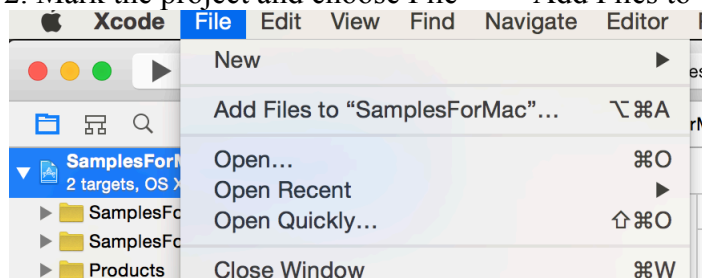 2. Mark the project and choose File Add Files to
Xcode File Edit View Find Navigate Editor
New
Add Files to “SamplesForMac”... ⌥⌘A
SamplesForM
2 targets, OS X
Open... ⌘O
Open Recent
SamplesFo
Open Quickly... ⇧⌘O
SamplesFo
Products
Close Window ⌘W